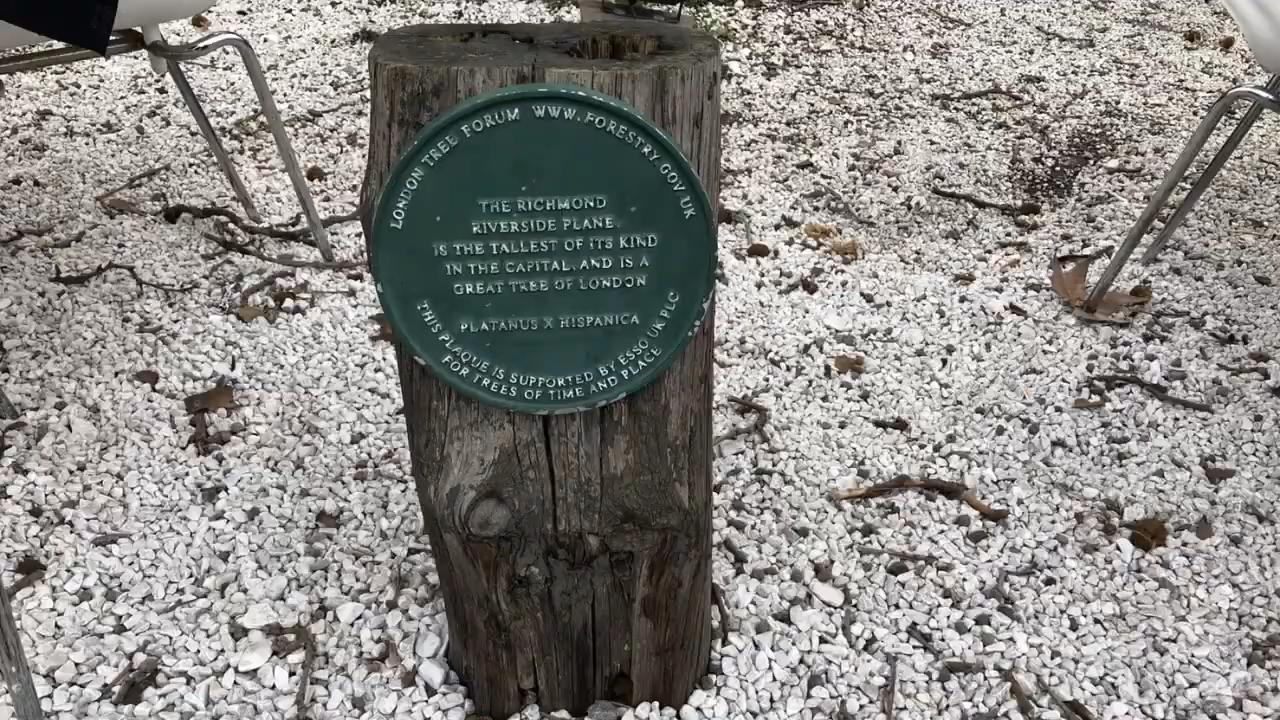 LONDON TREE FORUM WWW.FORESTRY.GOV.UK
THE RICHMOND
RIVERSIDE PLANE,
IS THE TALLEST OF ITS KIND
IN THE CAPITAL, AND IS A
GREAT TREE OF LONDON
PLATANUS X HISPANICA
THIS PLAQUE IS SUPPORTED BY ESSO UK PLC
FOR TREES OF TIME AND PLACE